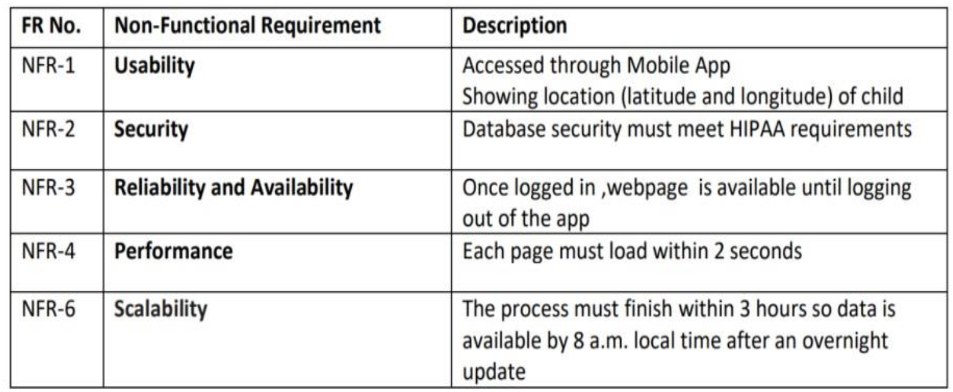 FR No. Non-Functional Requirement Description
NFR-1 Usability Accessed through Mobile App
Showing location (latitude and longitude) of child
NFR-2 Security Database security must meet HIPAA requirements
NFR-3 Reliability and Availability Once logged in ,webpage is available until logging
out of the app
NFR-4 Performance Each page must load within 2 seconds
NFR-6 Scalability The process must finish within 3 hours so data is
available by 8 a.m. local time after an overnight
update